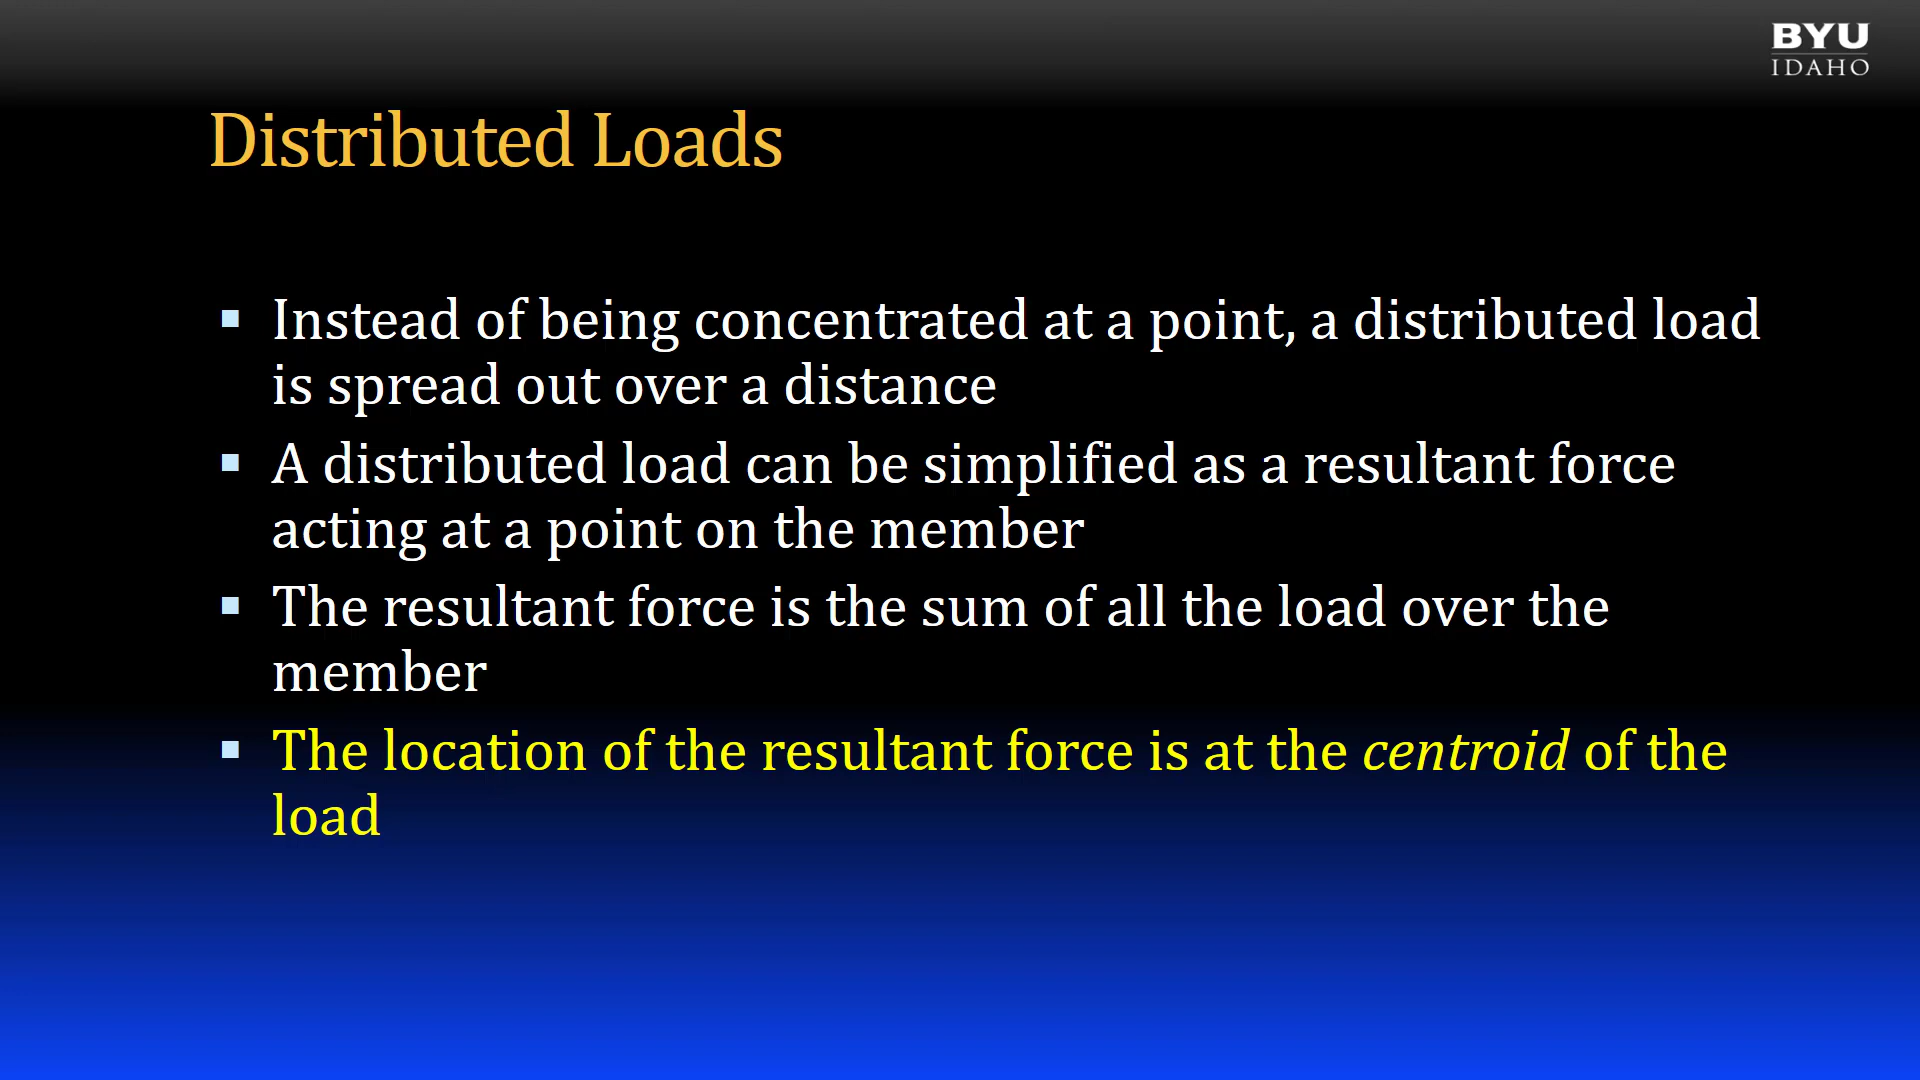 BYU
IDAHO
Distributed Loads
Instead of being concentrated at a point, a distributed load
is spread out over a distance
A distributed load can be simplified as a resultant force
acting at a point on the member
The resultant force is the sum of all the load over the
member
The location of the resultant force is at the centroid of the
load